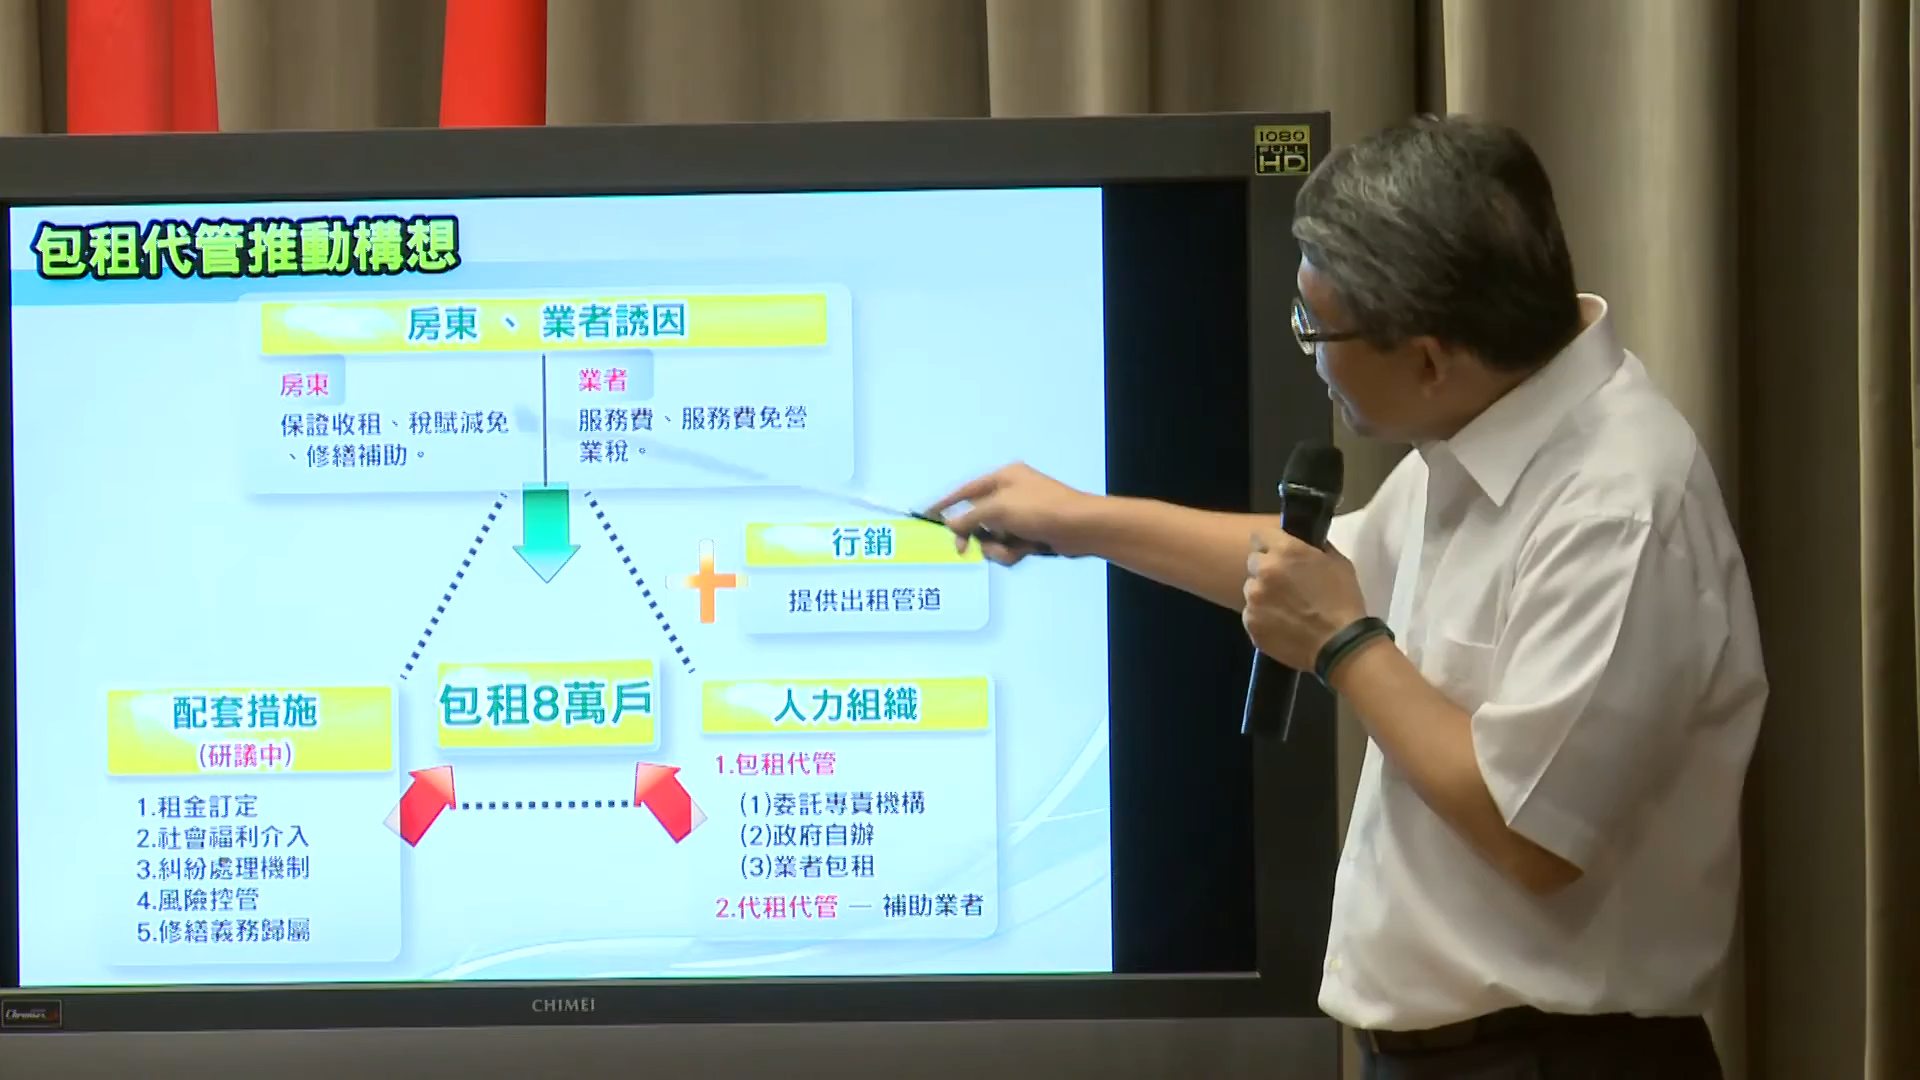 1080
FULL
HD
包租代管推動構想
房東、業者誘因
房東
保證收租、稅賦減免
、修繕補助。
業者
服務費、服務費免營
業稅。
行銷
提供出租管道
包租8萬戶
配套措施
(研議中)
1.租金訂定
2.社會福利介入
3.糾紛處理機制
4.風險控管
5.修繕義務歸屬
人力組織
1.包租代管
(1)委託專責機構
(2)政府自辦
(3)業者包租
2.代租代管 — 補助業者
CHIMEI